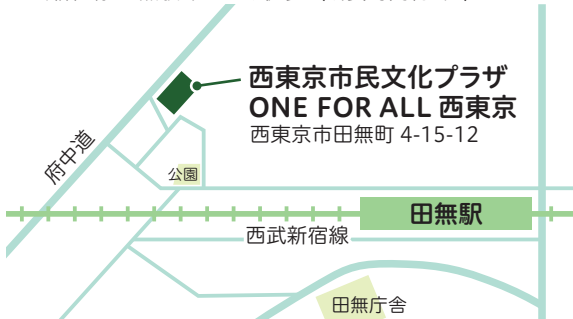 西東京市民文化プラザ
ONE FOR ALL 西東京
西東京市田無町 4-15-12
府中道
公園
田無駅
西武新宿線
田無庁舎